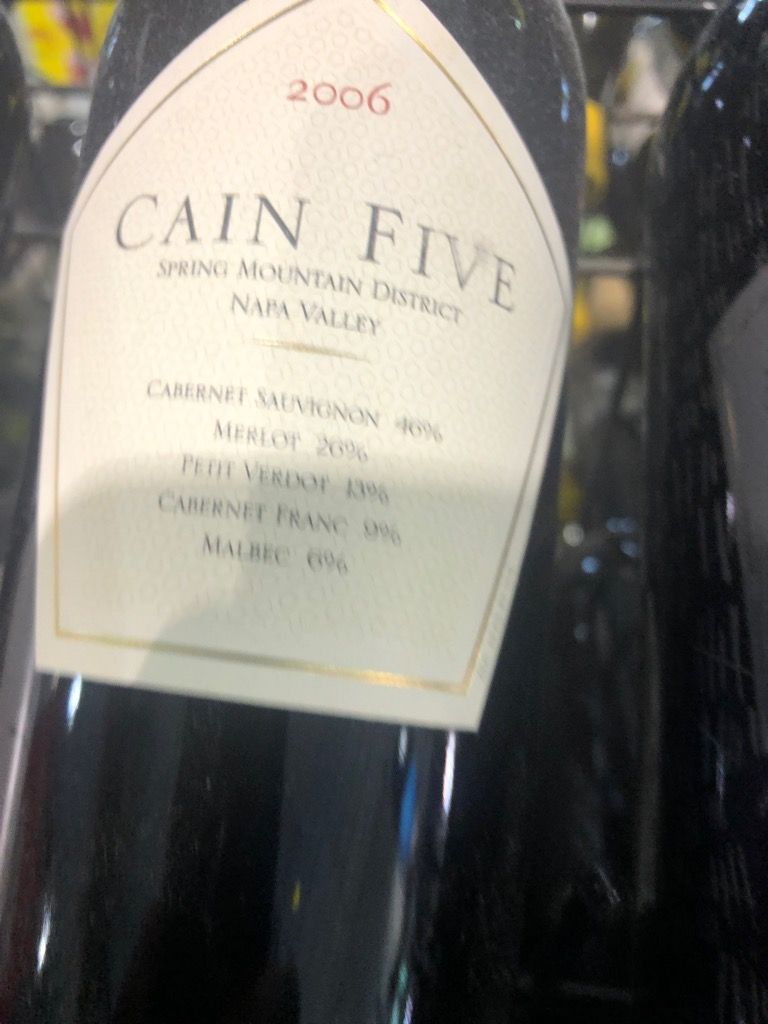 2006
CAIN FIVE
SPRING MOUNTAIN DISTRICT
NAPA VALLEY
CABERNET SAUVIGNON 46%
MERLOT 26%
PETIT VERDOT 13%
CABERNET FRANC 9%
MALBEC 6%